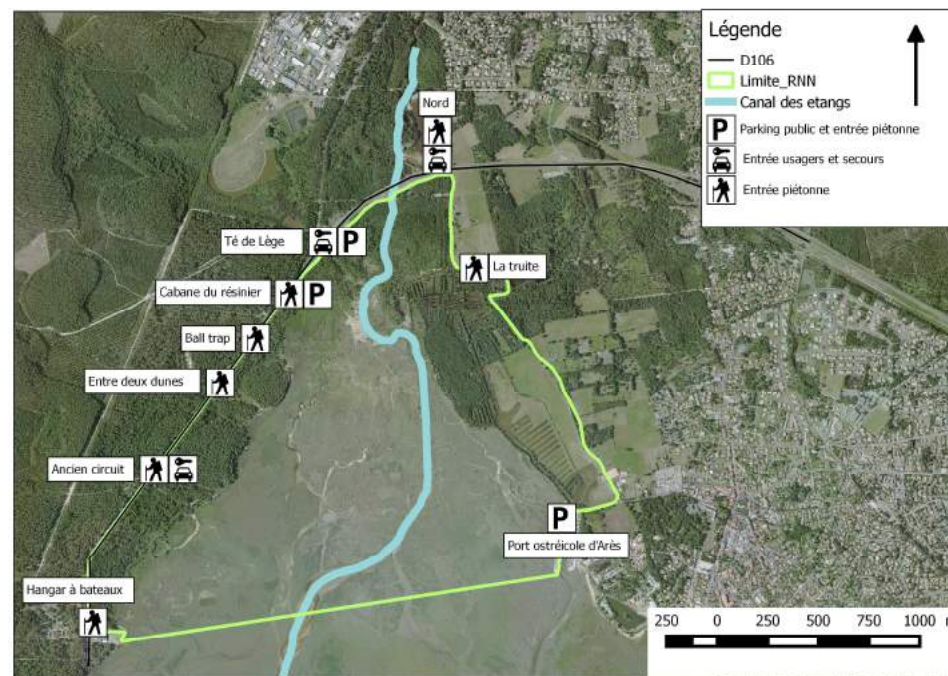 Légende
D106
Limite_RNN
Canal des etangs
P
Parking public et entrée piétonne
Entrée usagers et secours
Entrée piétonne
Nord
Té de Lège
P
La truite
Cabane du résinier
P
Ball trap
Entre deux dunes
Ancien circuit
P
Port ostréicole d'Arès
Hangar à bateaux
250 0 250 500 750 1000